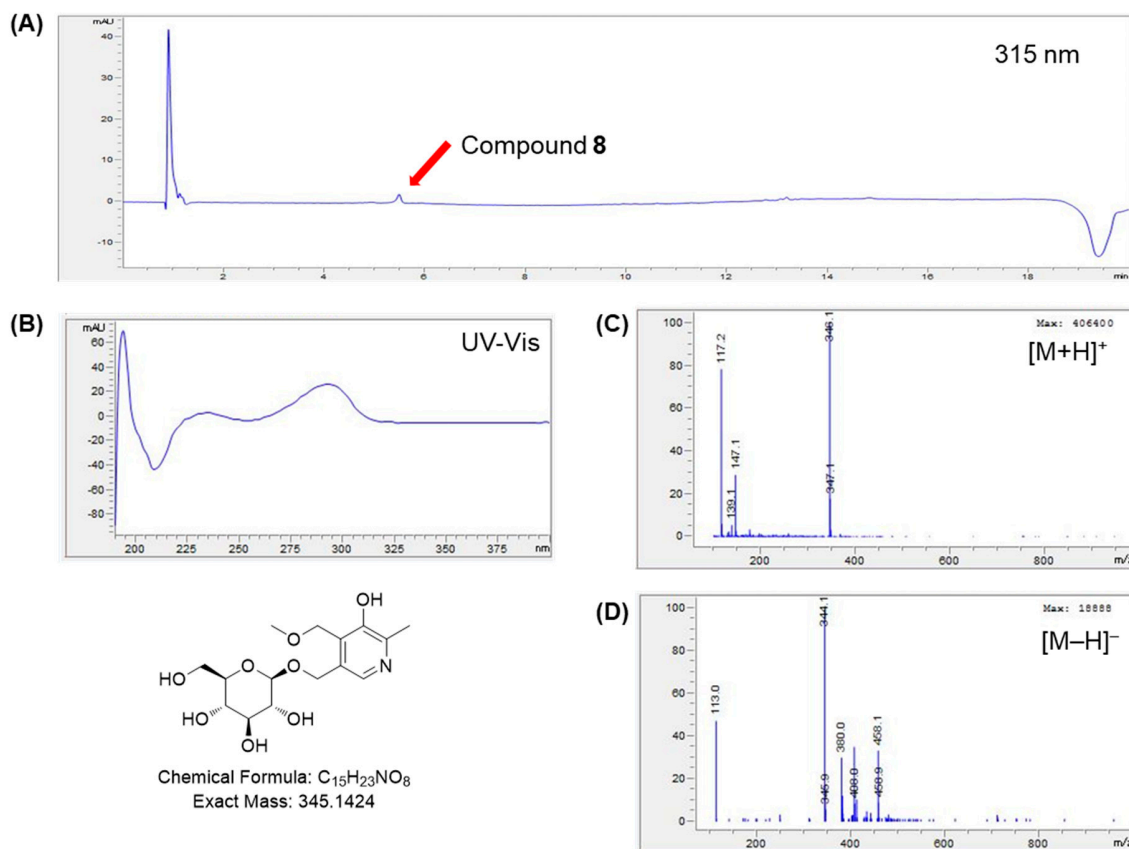 (A)
mAU
40
30
20
10
0
-10
315 nm
Compound 8
2 4 6 8 10 12 14 16 18 min
(B)
mAU
60
40
20
0
-20
-40
-60
-80
UV-Vis
200 225 250 275 300 325 350 375 nm
(C)
100
80
60
40
20
0
117.2
139.1
147.1
346.1
347.1
Max: 406400
[M+H]⁺
200 400 600 800 m/z
(D)
100
80
60
40
20
0
113.0
344.1
345.9
380.0
408.0
458.1
458.9
Max: 18888
[M–H]⁻
200 400 600 800 m/z
OH
O
O
O
N
HO
HO
OH
OH
Chemical Formula: C₁₅H₂₃NO₈
Exact Mass: 345.1424